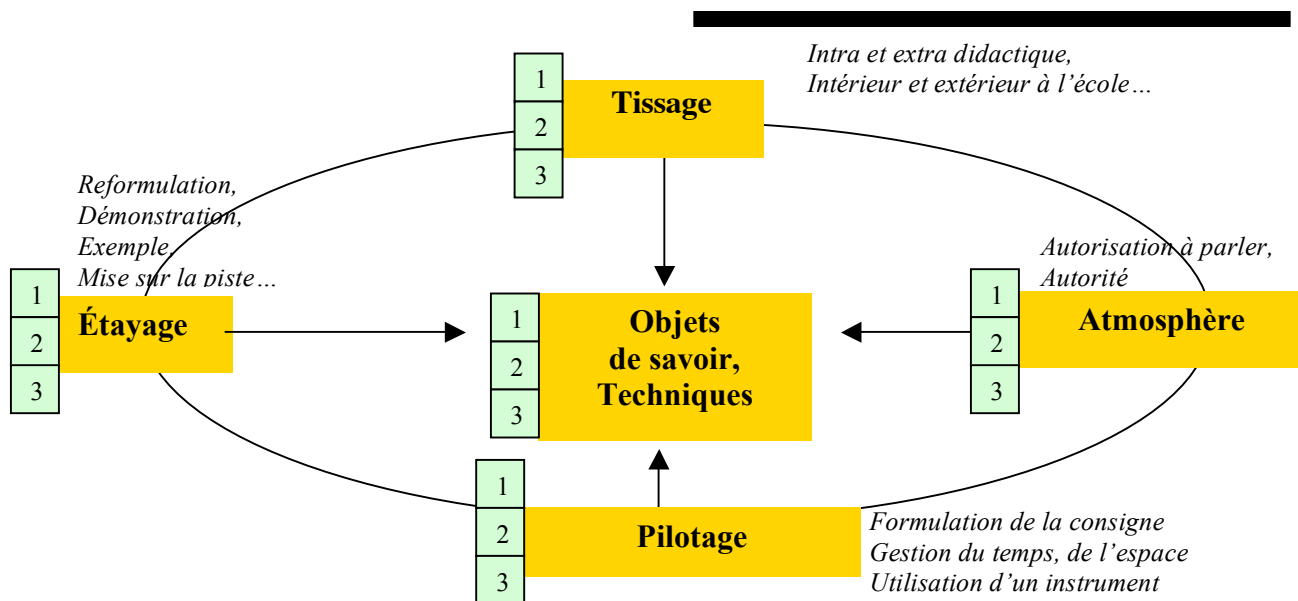 Intra et extra didactique,
Intérieur et extérieur à l'école…
1
2
3
Tissage
Reformulation,
Démonstration,
Exemple,
Mise sur la piste…
1
2
3
Étayage
1
2
3
Objets
de savoir,
Techniques
Autorisation à parler,
Autorité
1
2
3
Atmosphère
1
2
3
Pilotage
Formulation de la consigne
Gestion du temps, de l'espace
Utilisation d'un instrument